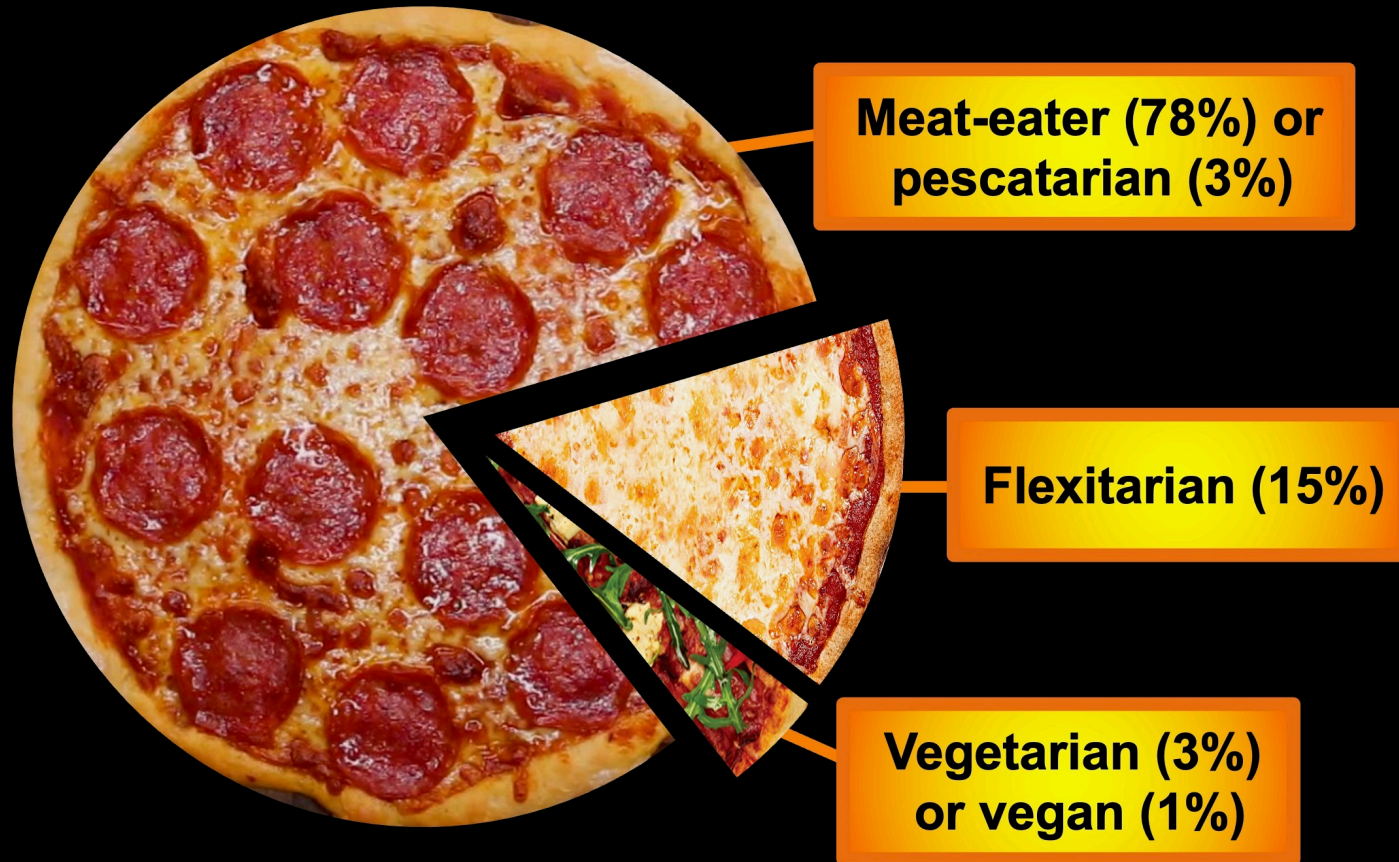 Meat-eater (78%) or
pescatarian (3%)
Flexitarian (15%)
Vegetarian (3%)
or vegan (1%)